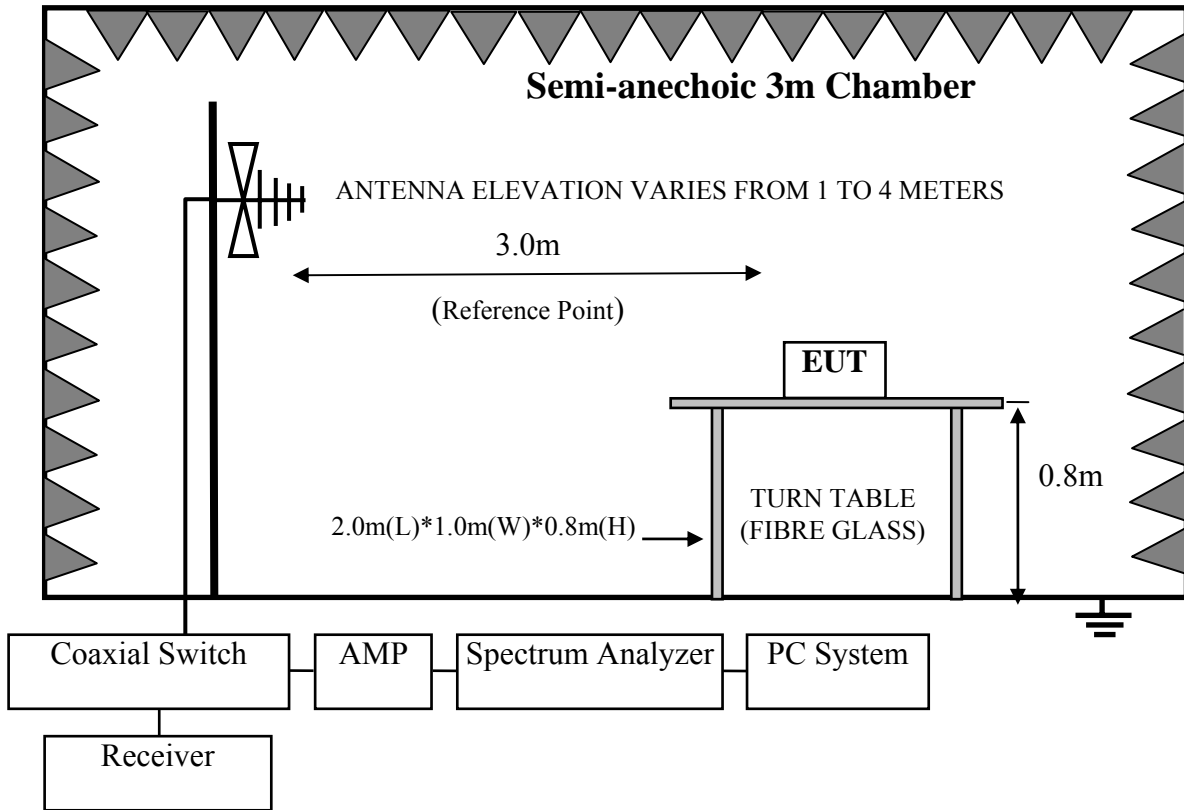 Semi-anechoic 3m Chamber
ANTENNA ELEVATION VARIES FROM 1 TO 4 METERS
3.0m
(Reference Point)
EUT
0.8m
TURN TABLE
(FIBRE GLASS)
2.0m(L)*1.0m(W)*0.8m(H)
Coaxial Switch
AMP
Spectrum Analyzer
PC System
Receiver